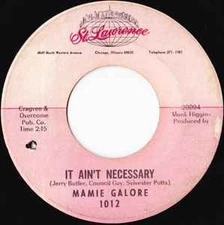 St. Lawrence
Chicago, Illinois
Cragree &
Overcome
Pub. Co.
Time 2:15
20094
Monk Higgins
Produced by
IT AIN'T NECESSARY
(Jerry Butler, Council Gay, Sylvester Potts)
MAMIE GALORE
1012